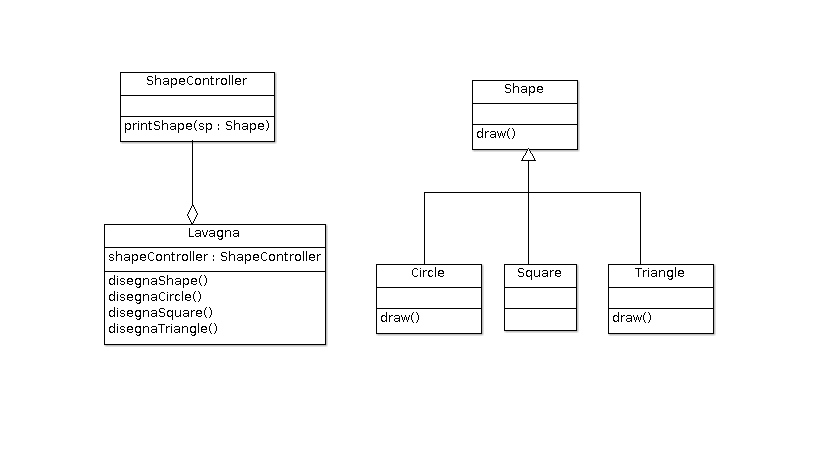 ShapeController
printShape(sp : Shape)
Lavagna
shapeController : ShapeController
disegnaShape()
disegnaCircle()
disegnaSquare()
disegnaTriangle()
Shape
draw()
Circle
draw()
Square
Triangle
draw()